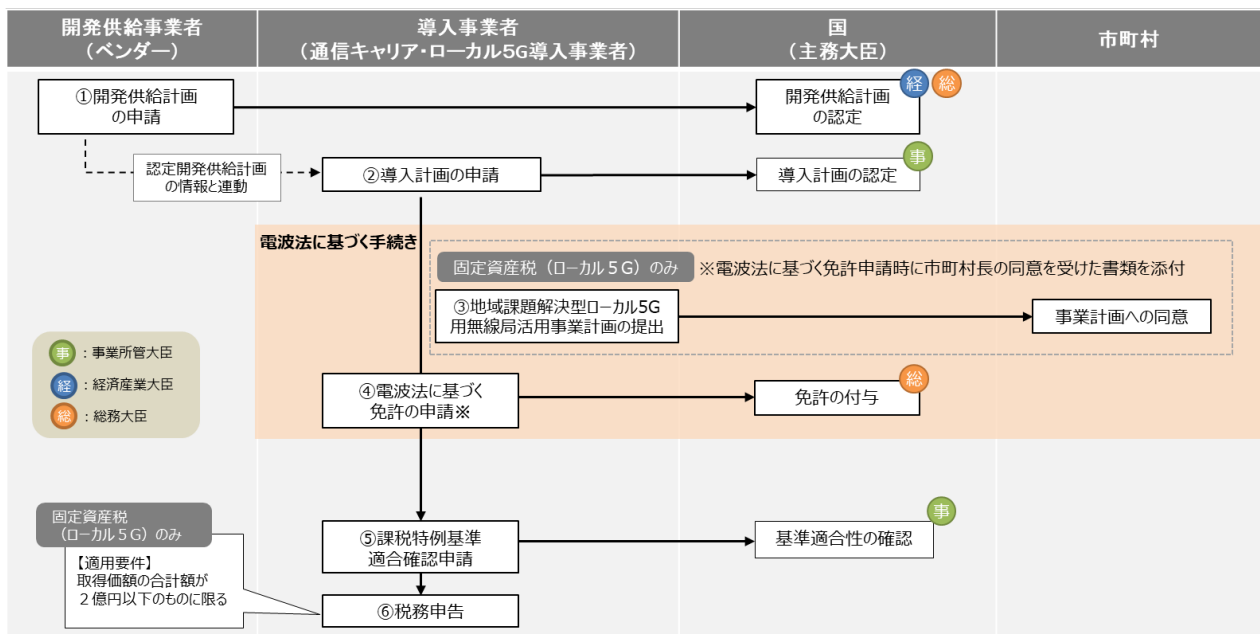 開発供給事業者
（ベンダー）
導入事業者
（通信キャリア・ローカル5G導入事業者）
国
（主務大臣）
市町村
①開発供給計画
の申請
開発供給計画
の認定
経
総
認定開発供給計画
の情報と連動
②導入計画の申請
導入計画の認定
事
電波法に基づく手続き
固定資産税（ローカル５G）のみ
※電波法に基づく免許申請時に市町村長の同意を受けた書類を添付
③地域課題解決型ローカル5G
用無線局活用事業計画の提出
事業計画への同意
事
：事業所管大臣
経
：経済産業大臣
総
：総務大臣
④電波法に基づく
免許の申請※
免許の付与
総
固定資産税
（ローカル５G）のみ
【適用要件】
取得価額の合計額が
２億円以下のものに限る
⑤課税特例基準
適合確認申請
基準適合性の確認
事
⑥税務申告